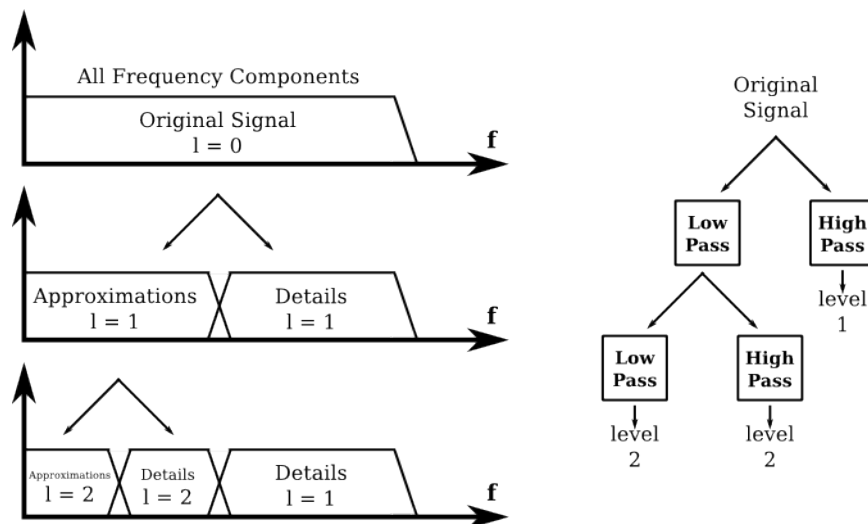 All Frequency Components
Original Signal
l = 0
f
Approximations
l = 1
Details
l = 1
f
Approximations
l = 2
Details
l = 2
Details
l = 1
f
Original
Signal
Low
Pass
High
Pass
level
1
Low
Pass
High
Pass
level
2
level
2